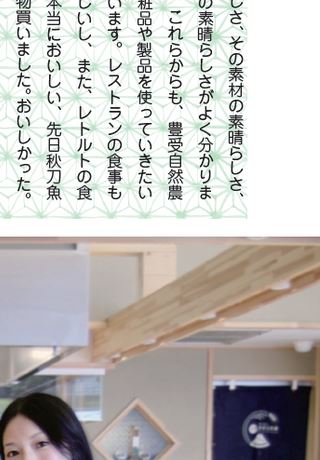 しさ、その素材の素晴らしさ、
の素晴らしさがよく分かりま
これらからも、豊受自然農
粧品や製品を使っていきたい
います。レストランの食事も
しいし、また、レトルトの食
本当においしい、先日秋刀魚
物買いました。おいしかった。